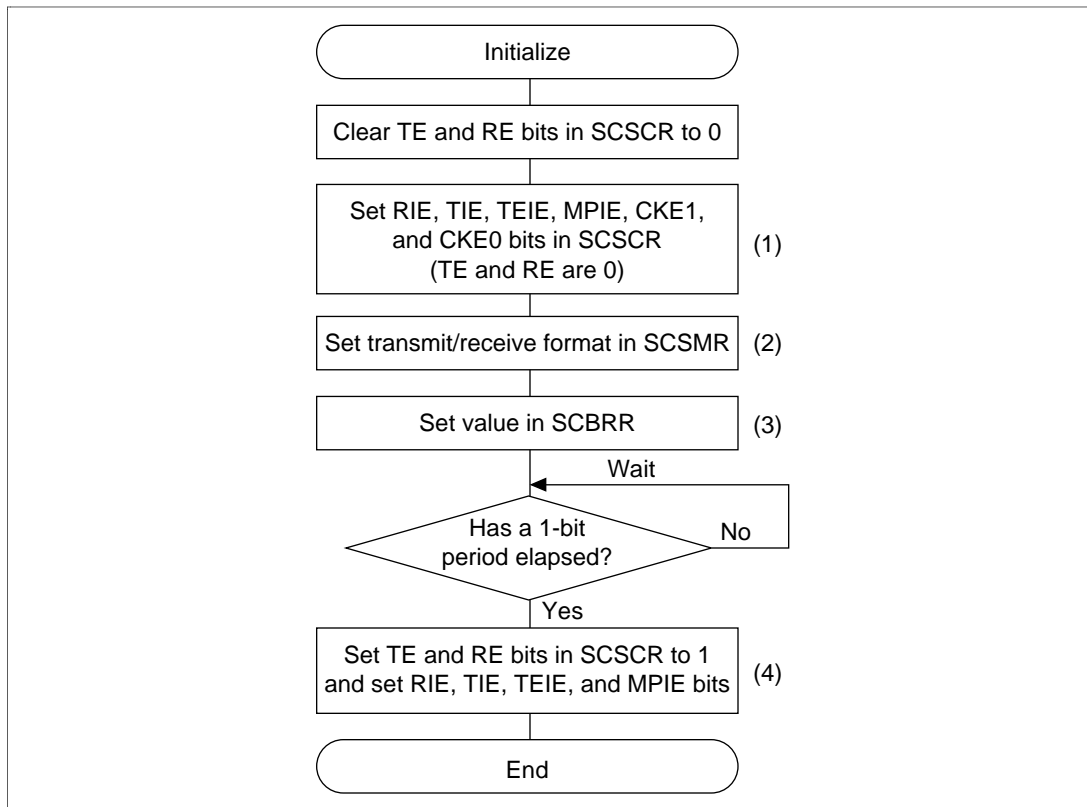 Initialize
Clear TE and RE bits in SCSCR to 0
Set RIE, TIE, TEIE, MPIE, CKE1,
and CKE0 bits in SCSCR
(TE and RE are 0)
(1)
Set transmit/receive format in SCSMR
(2)
Set value in SCBRR
(3)
Wait
Has a 1-bit
period elapsed?
No
Yes
Set TE and RE bits in SCSCR to 1
and set RIE, TIE, TEIE, and MPIE bits
(4)
End